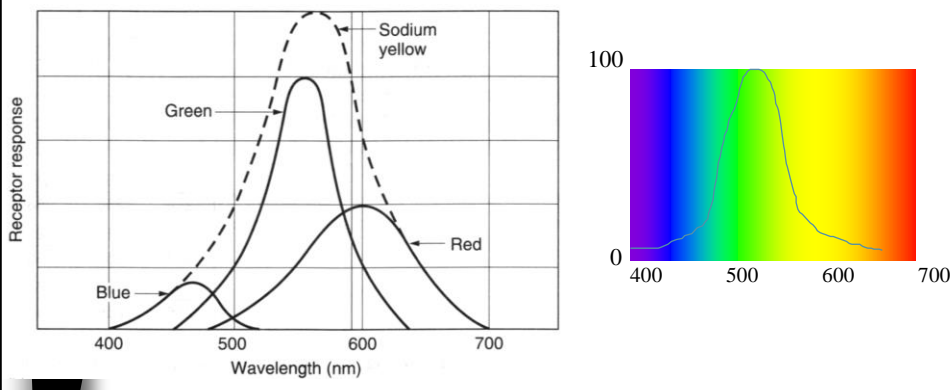 Receptor response
Sodium
yellow
Green
Red
Blue
400
500
600
700
Wavelength (nm)
100
0
400
500
600
700